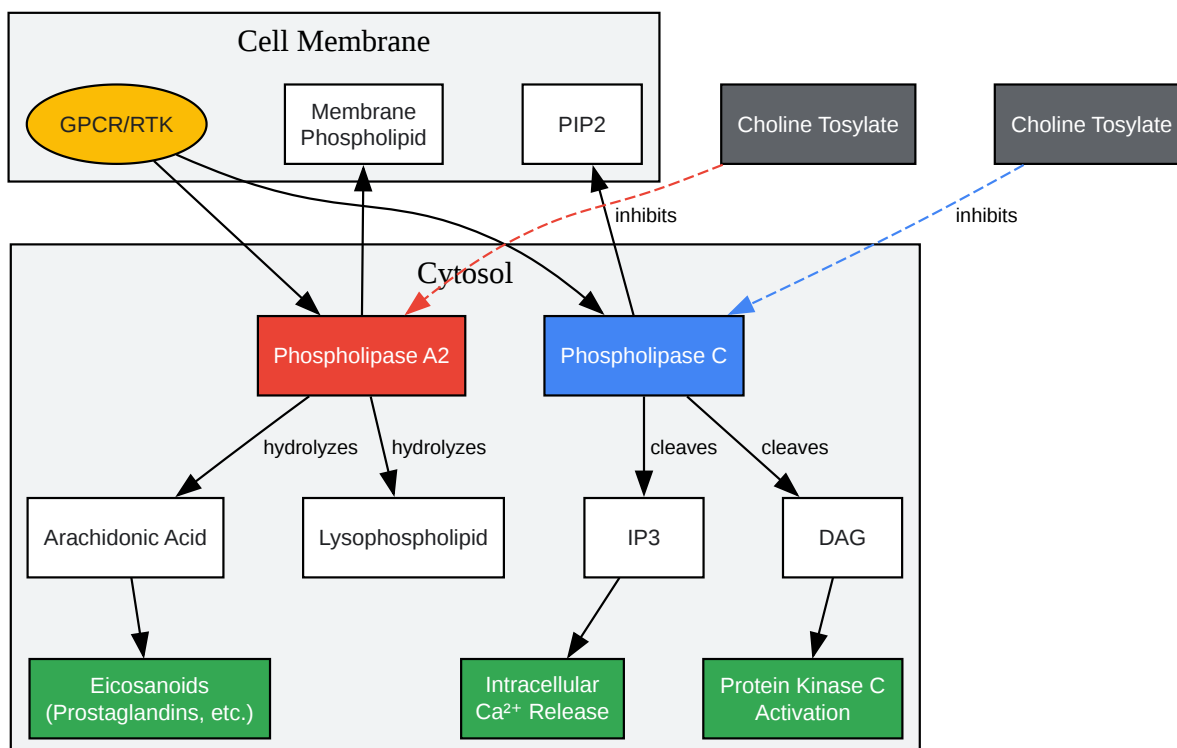 Cell Membrane
GPCR/RTK
Membrane
Phospholipid
PIP2
Choline Tosylate
Choline Tosylate
inhibits
inhibits
Cytosol
Phospholipase A2
Phospholipase C
hydrolyzes
hydrolyzes
cleaves
cleaves
Arachidonic Acid
Lysophospholipid
IP3
DAG
Eicosanoids
(Prostaglandins, etc.)
Intracellular
Ca²⁺ Release
Protein Kinase C
Activation